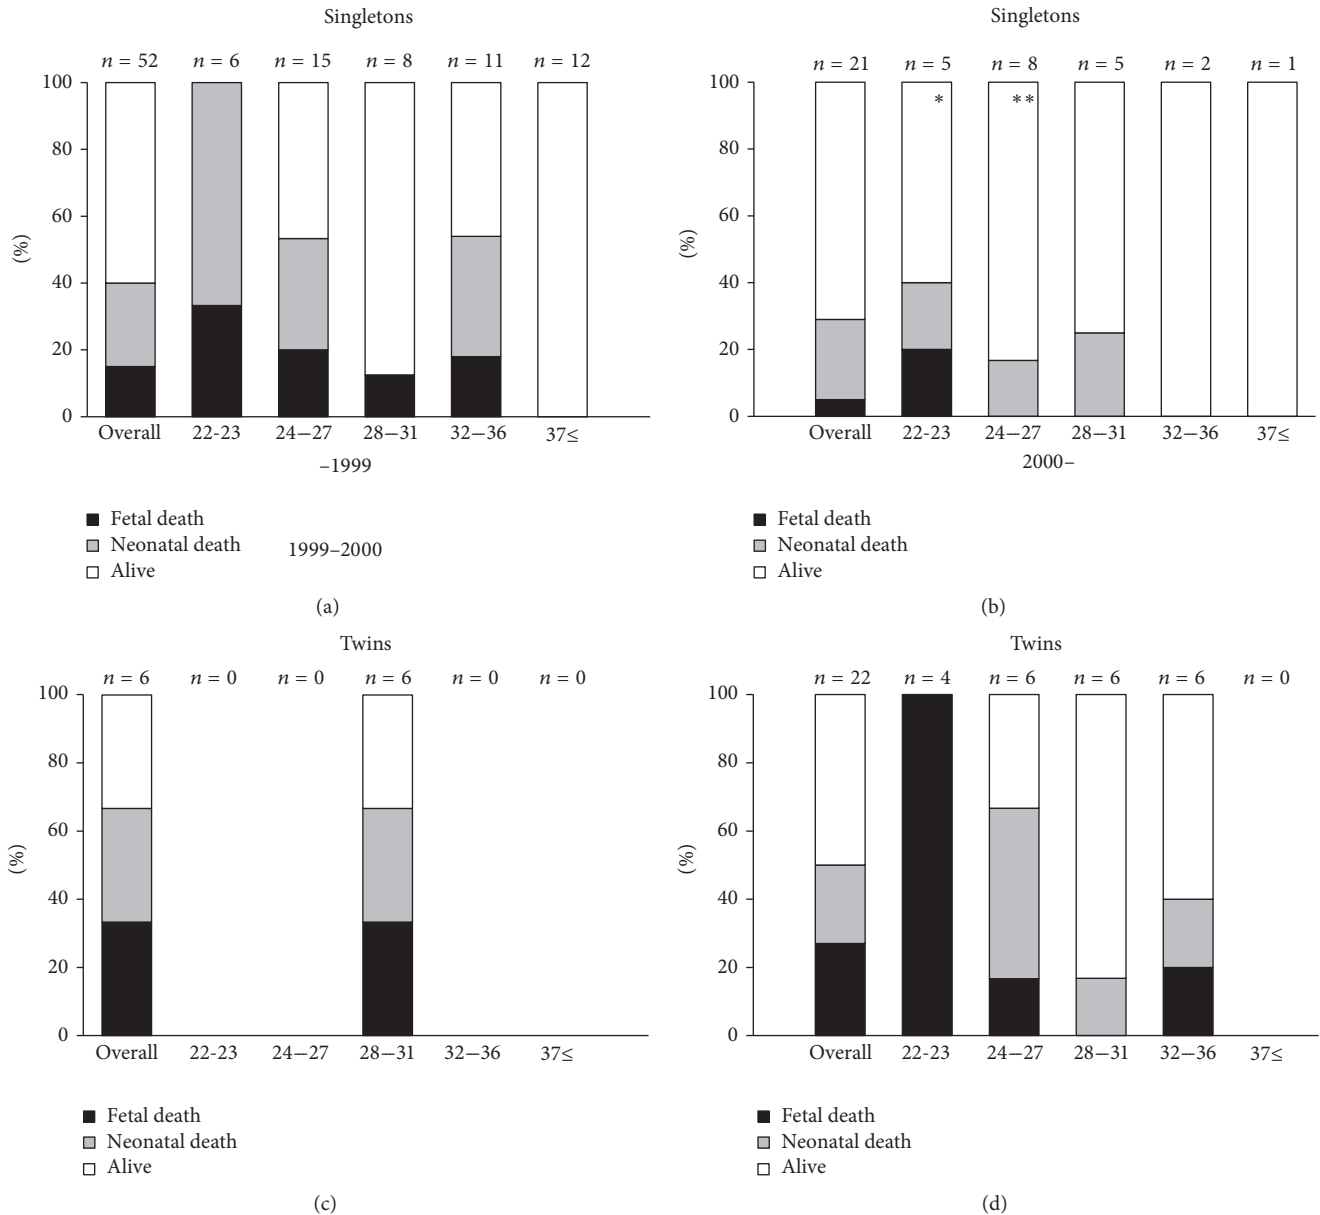 Singletons
n = 52 n = 6 n = 15 n = 8 n = 11 n = 12
100
80
60
40
20
0
(%)
Overall 22-23 24–27 28–31 32–36 37≤
–1999
Fetal death
Neonatal death
Alive
1999–2000
(a)
Singletons
n = 21 n = 5 n = 8 n = 5 n = 2 n = 1
100
* **
80
60
40
20
0
(%)
Overall 22-23 24–27 28–31 32–36 37≤
2000–
Fetal death
Neonatal death
Alive
(b)
Twins
n = 6 n = 0 n = 0 n = 6 n = 0 n = 0
100
80
60
40
20
0
(%)
Overall 22-23 24–27 28–31 32–36 37≤
Fetal death
Neonatal death
Alive
(c)
Twins
n = 22 n = 4 n = 6 n = 6 n = 6 n = 0
100
80
60
40
20
0
(%)
Overall 22-23 24–27 28–31 32–36 37≤
Fetal death
Neonatal death
Alive
(d)